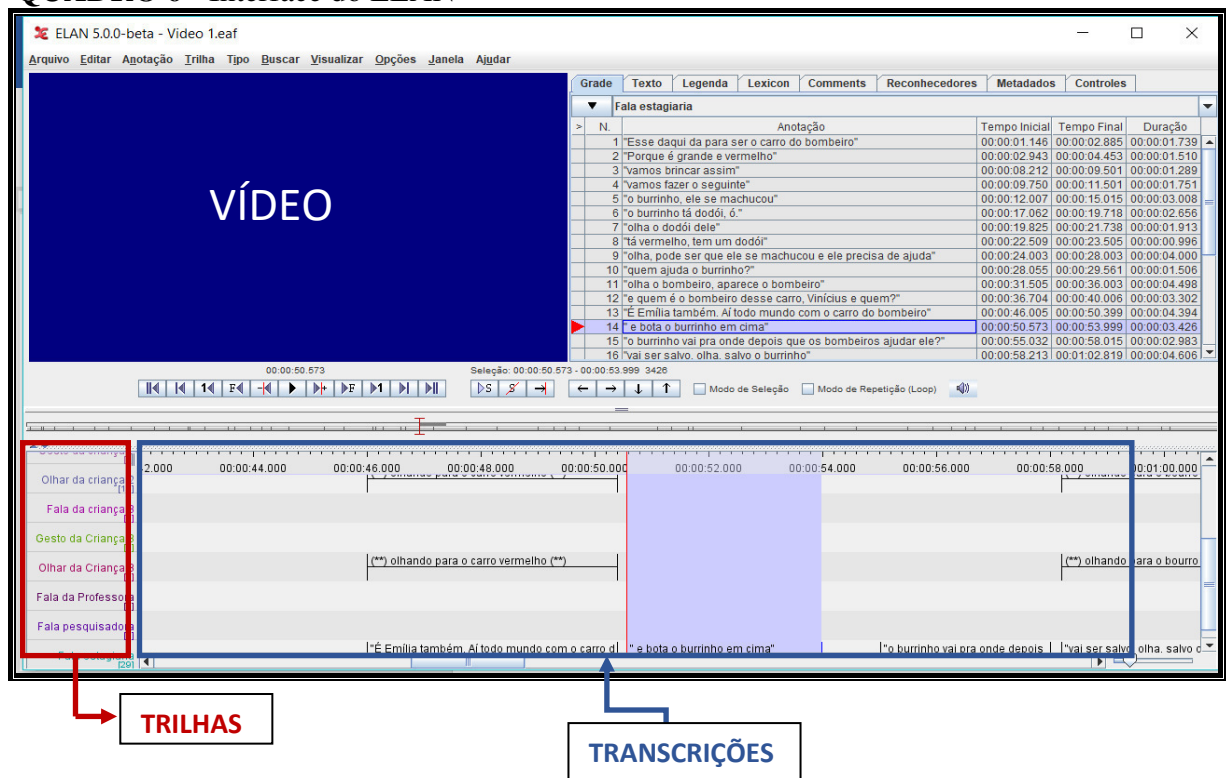 ELAN 5.0.0-beta - Video 1.eaf
Arquivo Editar Anotação Trilha Tipo Buscar Visualizar Opções Janela Ajudar
VÍDEO
Grade Texto Legenda Lexicon Comments Reconhecedores Metadados Controles
Fala estagiaria
> N. Anotação Tempo Inicial Tempo Final Duração
1 "Esse daqui da para ser o carro do bombeiro" 00:00:01.146 00:00:02.885 00:00:01.739
2 "Porque é grande e vermelho" 00:00:02.943 00:00:04.453 00:00:01.510
3 "vamos brincar assim" 00:00:08.212 00:00:09.501 00:00:01.289
4 "vamos fazer o seguinte" 00:00:09.750 00:00:11.501 00:00:01.751
5 "o burrinho, ele se machucou" 00:00:12.007 00:00:15.015 00:00:03.008
6 "o burrinho tá dodói, ó." 00:00:17.062 00:00:19.718 00:00:02.656
7 "olha o dodói dele" 00:00:19.825 00:00:21.738 00:00:01.913
8 "tá vermelho, tem um dodói" 00:00:22.509 00:00:23.505 00:00:00.996
9 "olha, pode ser que ele se machucou e ele precisa de ajuda" 00:00:24.003 00:00:28.003 00:00:04.000
10 "quem ajuda o burrinho?" 00:00:28.055 00:00:29.561 00:00:01.506
11 "olha o bombeiro, aparece o bombeiro" 00:00:31.505 00:00:36.003 00:00:04.498
12 "e quem é o bombeiro desse carro, Vinícius e quem?" 00:00:36.704 00:00:40.006 00:00:03.302
13 "É Emília também. Aí todo mundo com o carro do bombeiro" 00:00:46.005 00:00:50.399 00:00:04.394
14 " e bota o burrinho em cima" 00:00:50.573 00:00:53.999 00:00:03.426
15 "o burrinho vai pra onde depois que os bombeiros ajudar ele?" 00:00:55.032 00:00:58.015 00:00:02.983
16 "vai ser salvo. olha. salvo o burrinho" 00:00:58.213 00:01:02.819 00:00:04.606
00:00:50.573 Seleção: 00:00:50.573 - 00:00:53.999 3426
Modo de Seleção Modo de Repetição (Loop)
2.000 00:00:44.000 00:00:46.000 00:00:48.000 00:00:50.000 00:00:52.000 00:00:54.000 00:00:56.000 00:00:58.000 00:01:00.000
Olhar da criança 2
Fala da criança 3
Gesto da Criança 3
Olhar da Criança 3 (**) olhando para o carro vermelho (**) (**) olhando para o bourro
Fala da Professora
Fala pesquisadora
[29] "É Emília também. Aí todo mundo com o carro d " e bota o burrinho em cima" "o burrinho vai pra onde depois "vai ser salvo. olha. salvo o
TRILHAS
TRANSCRIÇÕES